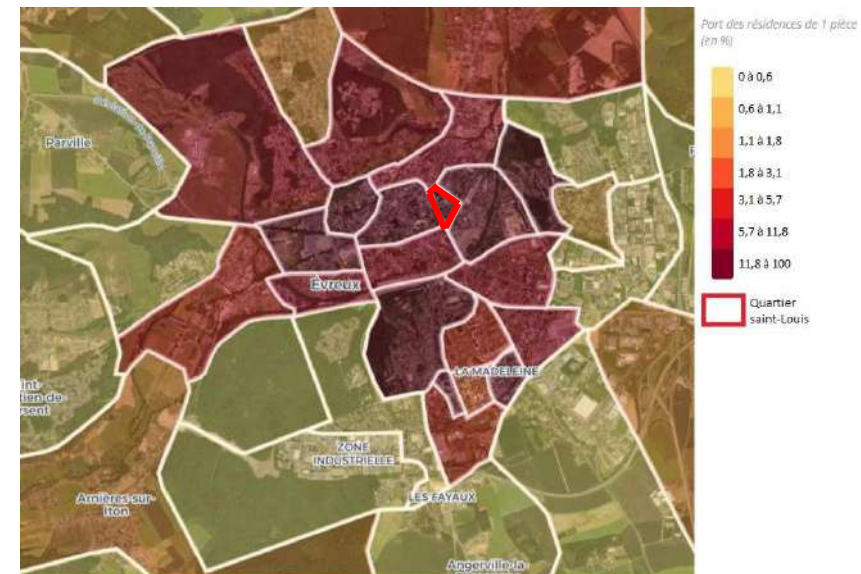 Part des résidences de 1 pièce
(en %)
0 à 0,6
0,6 à 1,1
1,1 à 1,8
1,8 à 3,1
3,1 à 5,7
5,7 à 11,8
11,8 à 100
Quartier
saint-Louis
Parville
Évreux
LA MADELEINE
ZONE
INDUSTRIELLE
LES FAYAUX
Arnières-sur-
Iton
Angerville-la-